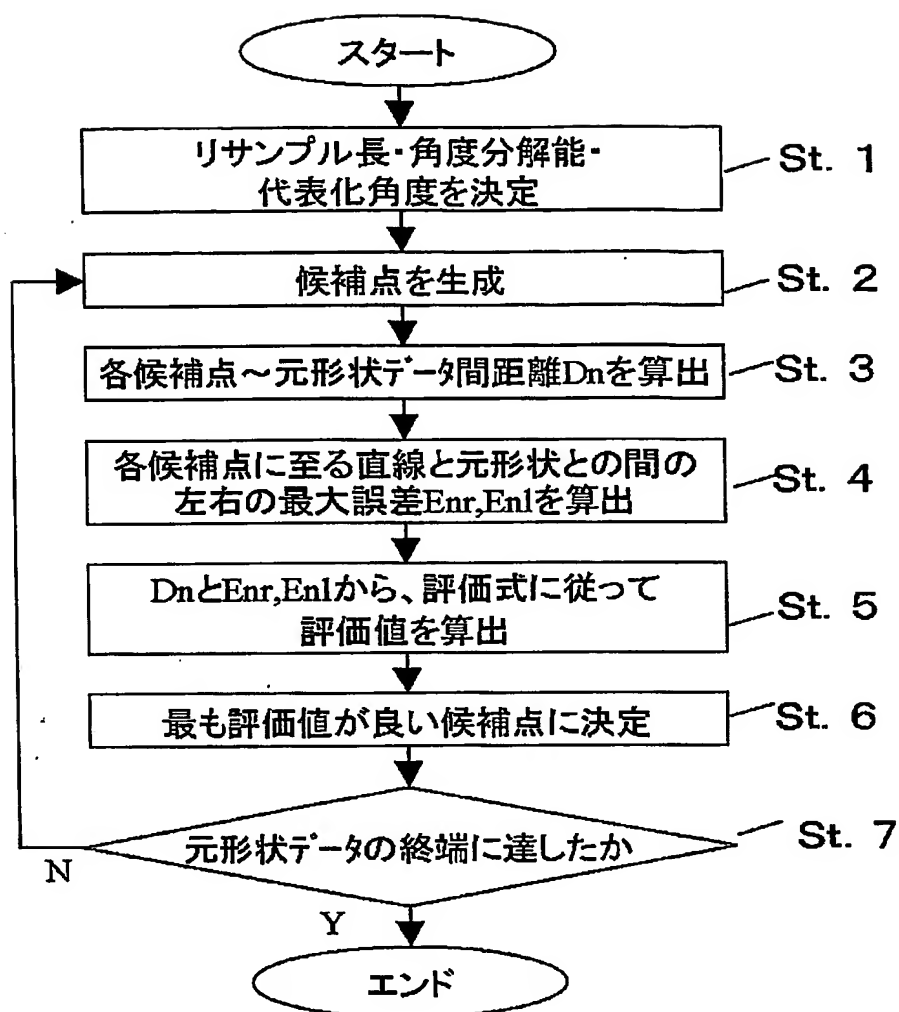 スタート
リサンプル長・角度分解能・
代表化角度を決定
St. 1
候補点を生成
St. 2
各候補点～元形状データ間距離Dnを算出
St. 3
各候補点に至る直線と元形状との間の
左右の最大誤差Enr,Enlを算出
St. 4
DnとEnr,Enlから、評価式に従って
評価値を算出
St. 5
最も評価値が良い候補点に決定
St. 6
元形状データの終端に達したか
St. 7
N
Y
エンド